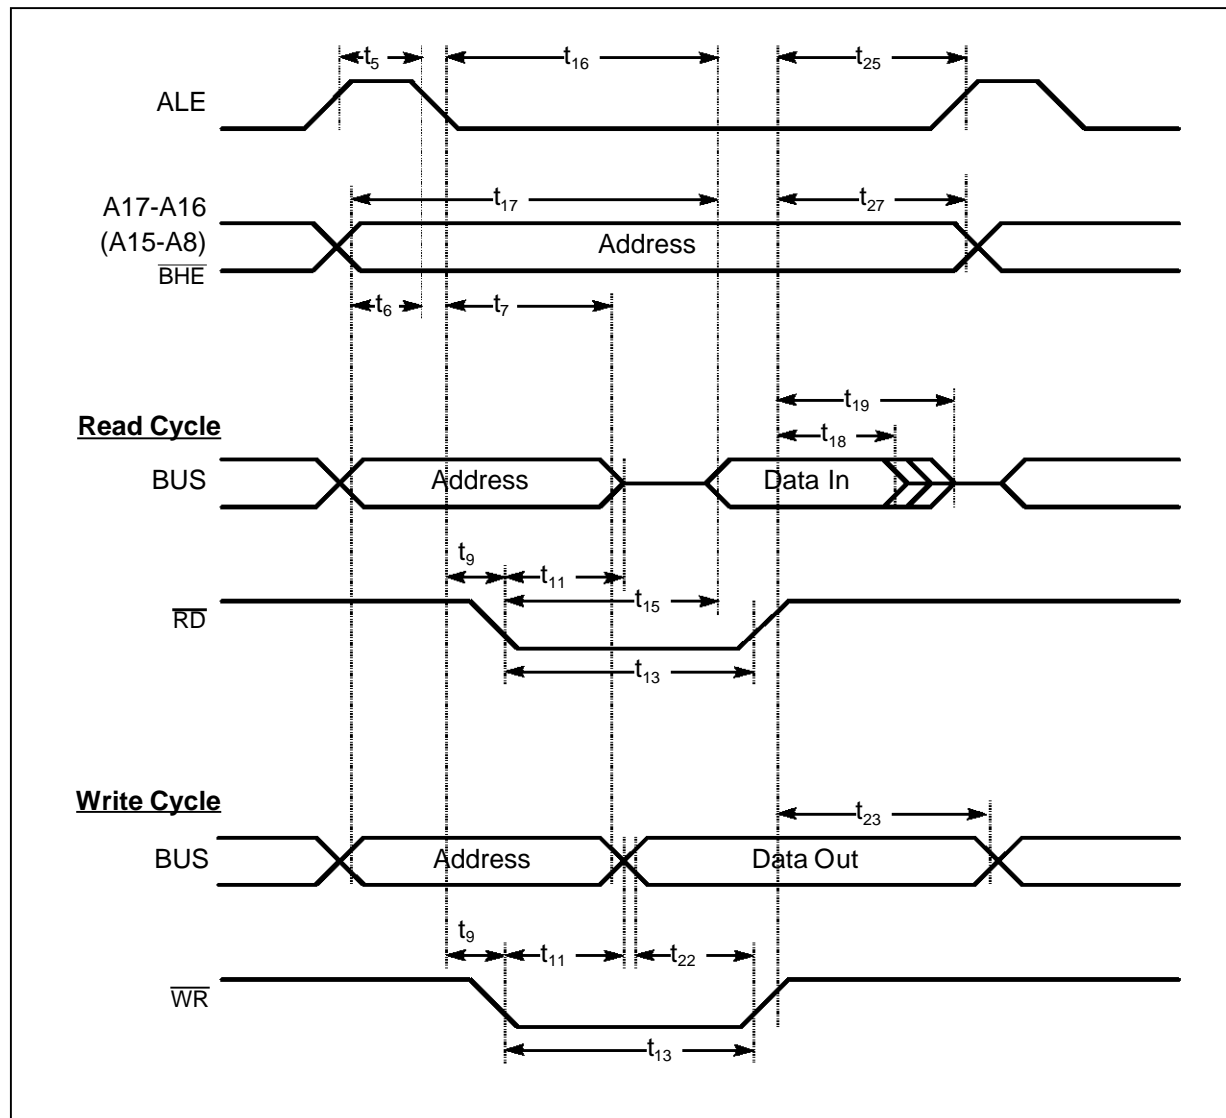 t5 t16 t25
ALE
t17 t27
A17-A16
(A15-A8) Address
BHE
t6 t7
t19
Read Cycle t18
BUS Address Data In
t9 t11
t15
RD
t13
Write Cycle t23
BUS Address Data Out
t9 t11 t22
WR
t13